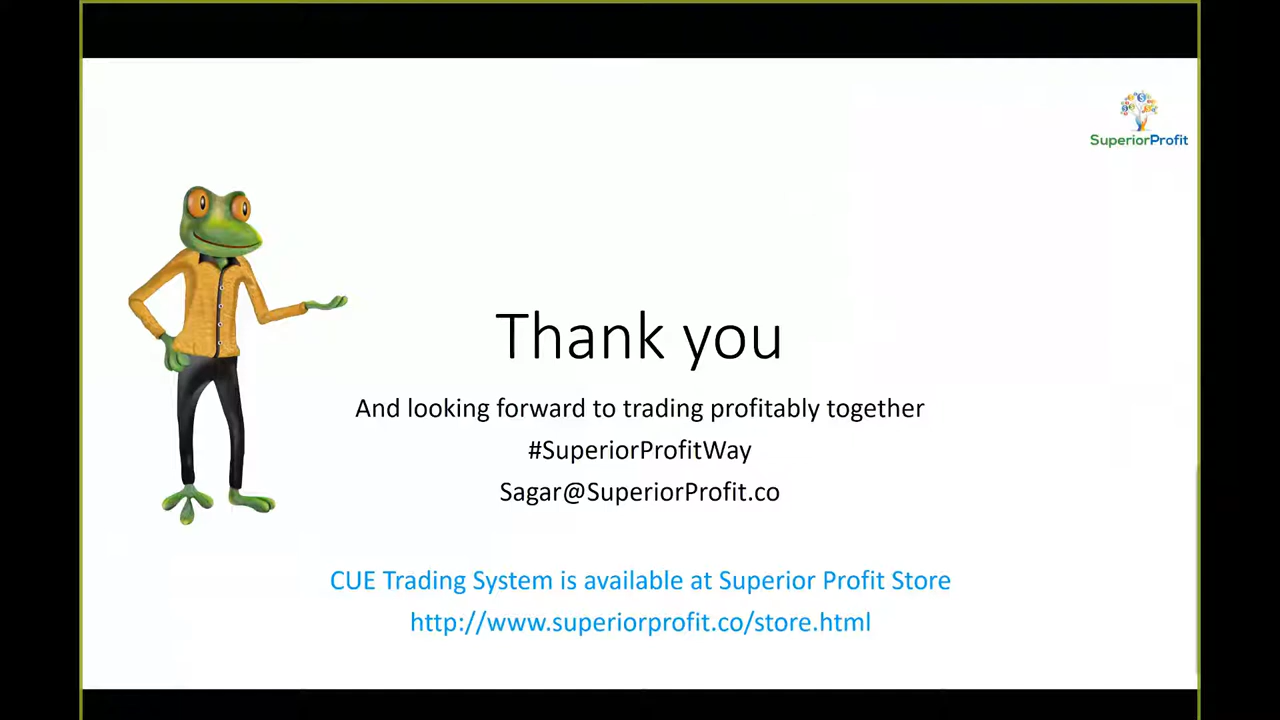 SuperiorProfit
Thank you
And looking forward to trading profitably together
#SuperiorProfitWay
Sagar@SuperiorProfit.co
CUE Trading System is available at Superior Profit Store
http://www.superiorprofit.co/store.html